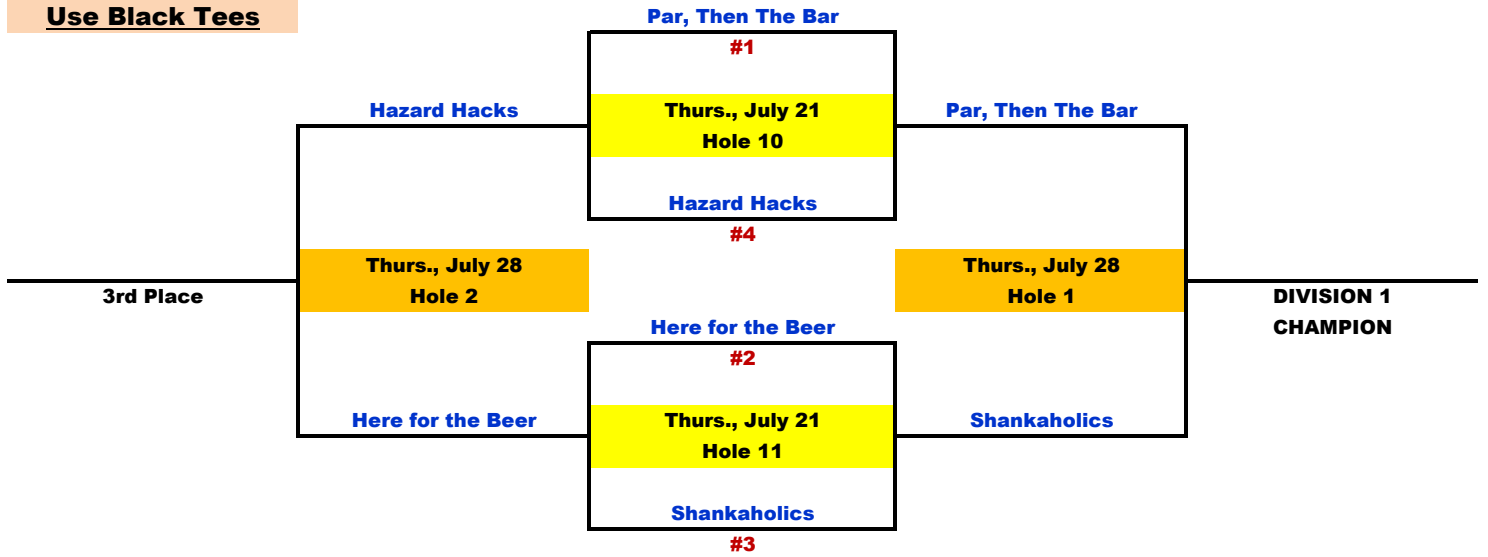 Use Black Tees
Par, Then The Bar
#1
Hazard Hacks
Thurs., July 21
Hole 10
Par, Then The Bar
Hazard Hacks
#4
Thurs., July 28
Hole 2
Thurs., July 28
Hole 1
3rd Place
DIVISION 1
CHAMPION
Here for the Beer
#2
Here for the Beer
Thurs., July 21
Hole 11
Shankaholics
Shankaholics
#3